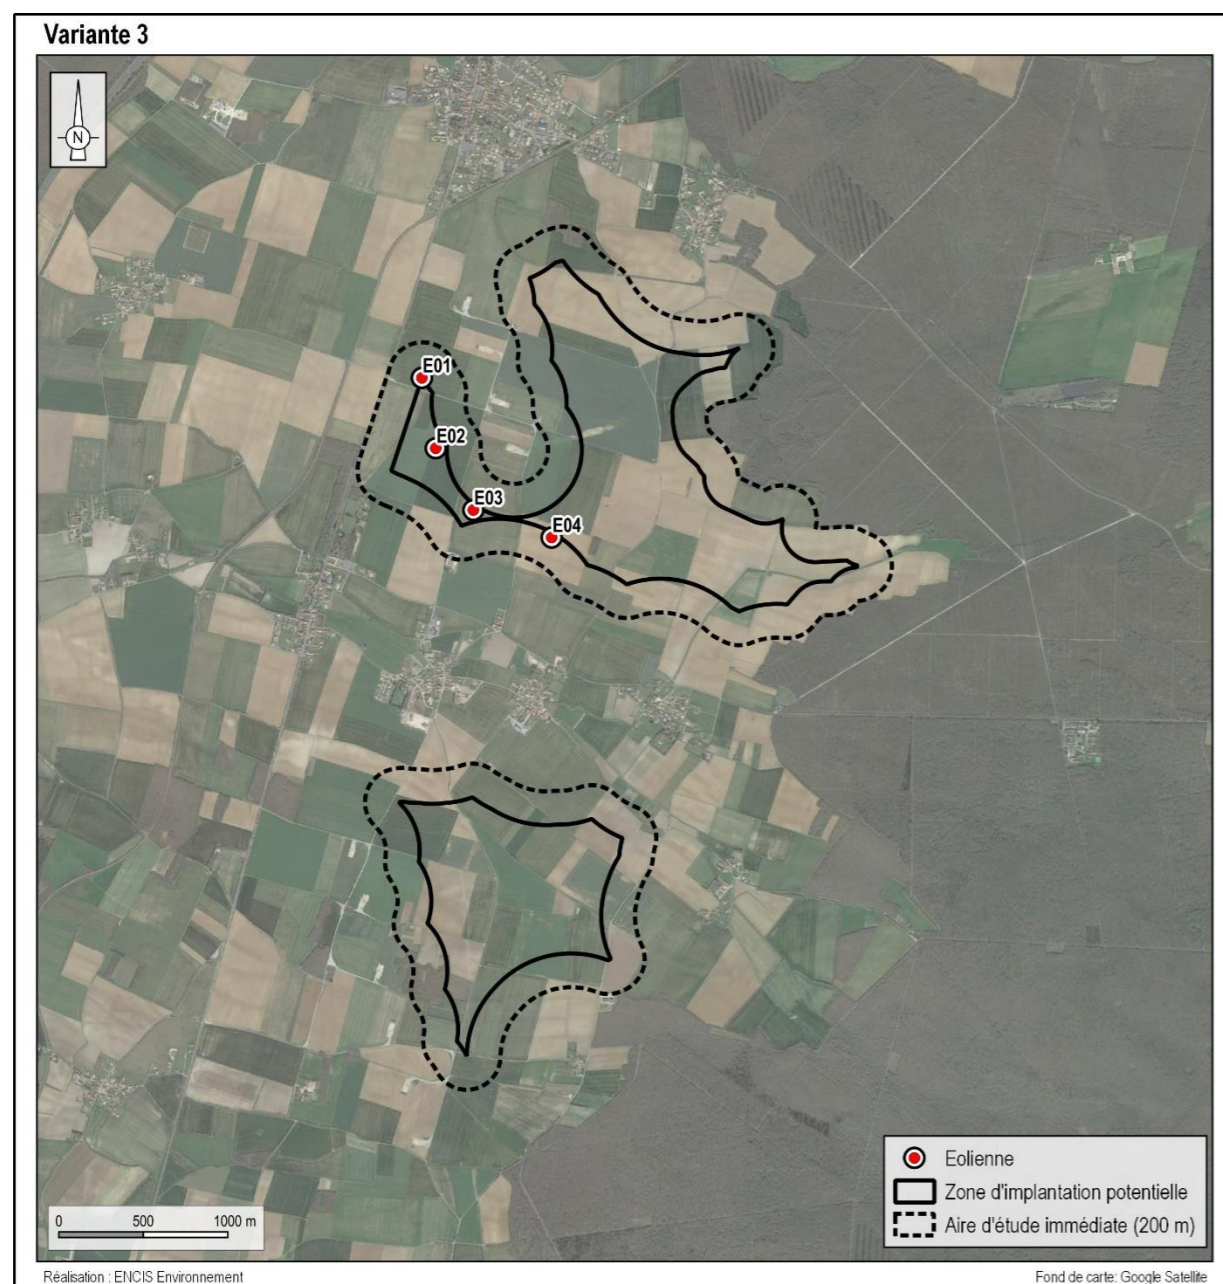 Variante 3
N
E01
E02
E03
E04
Eolienne
Zone d'implantation potentielle
Aire d'étude immédiate (200 m)
0 500 1000 m
Réalisation : ENCIS Environnement
Fond de carte: Google Satellite